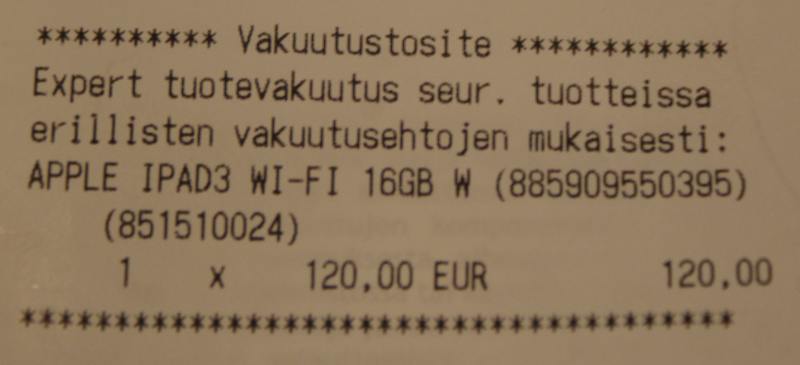 ********** Vakuutustosite ************
Expert tuotevakuutus seur. tuotteissa
erillisten vakuutusehtojen mukaisesti:
APPLE IPAD3 WI-FI 16GB W (885909550395)
(851510024)
1 x 120,00 EUR 120,00
***************************************